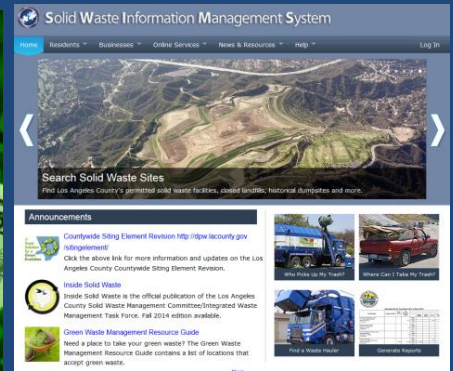 Solid Waste Information Management System
Home Residents Businesses Online Services News & Resources Help Log In
Search Solid Waste Sites
Find Los Angeles County's permitted solid waste facilities, closed landfills, historical dumpsites and more.
Announcements
Countywide Siting Element Revision http://dpw.lacounty.gov
/sitingelement/
Click the above link for more information and updates on the Los
Angeles County Countywide Siting Element Revision.
Inside Solid Waste
Inside Solid Waste is the official publication of the Los Angeles
County Solid Waste Management Committee/Integrated Waste
Management Task Force. Fall 2014 edition available.
Green Waste Management Resource Guide
Need a place to take your green waste? The Green Waste
Management Resource Guide contains a list of locations that
accept green waste.
Who Picks Up My Trash?
Where Can I Take My Trash?
Find a Waste Hauler
Generate Reports